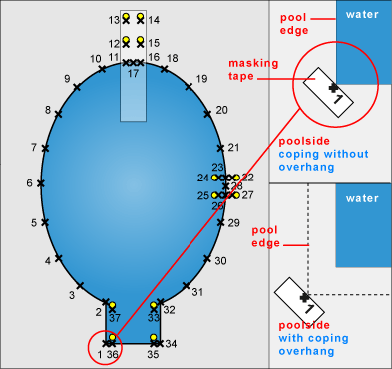 13 14
12 15
11 16
10 17 18
9 19
8 20
7 21
23
24 22
6 28
25 27
26
5 29
4 30
3 31
2 37 33 32
1 36 35 34
pool
edge
water
masking
tape
1
poolside
coping without
overhang
water
pool
edge
1
poolside
with coping
overhang